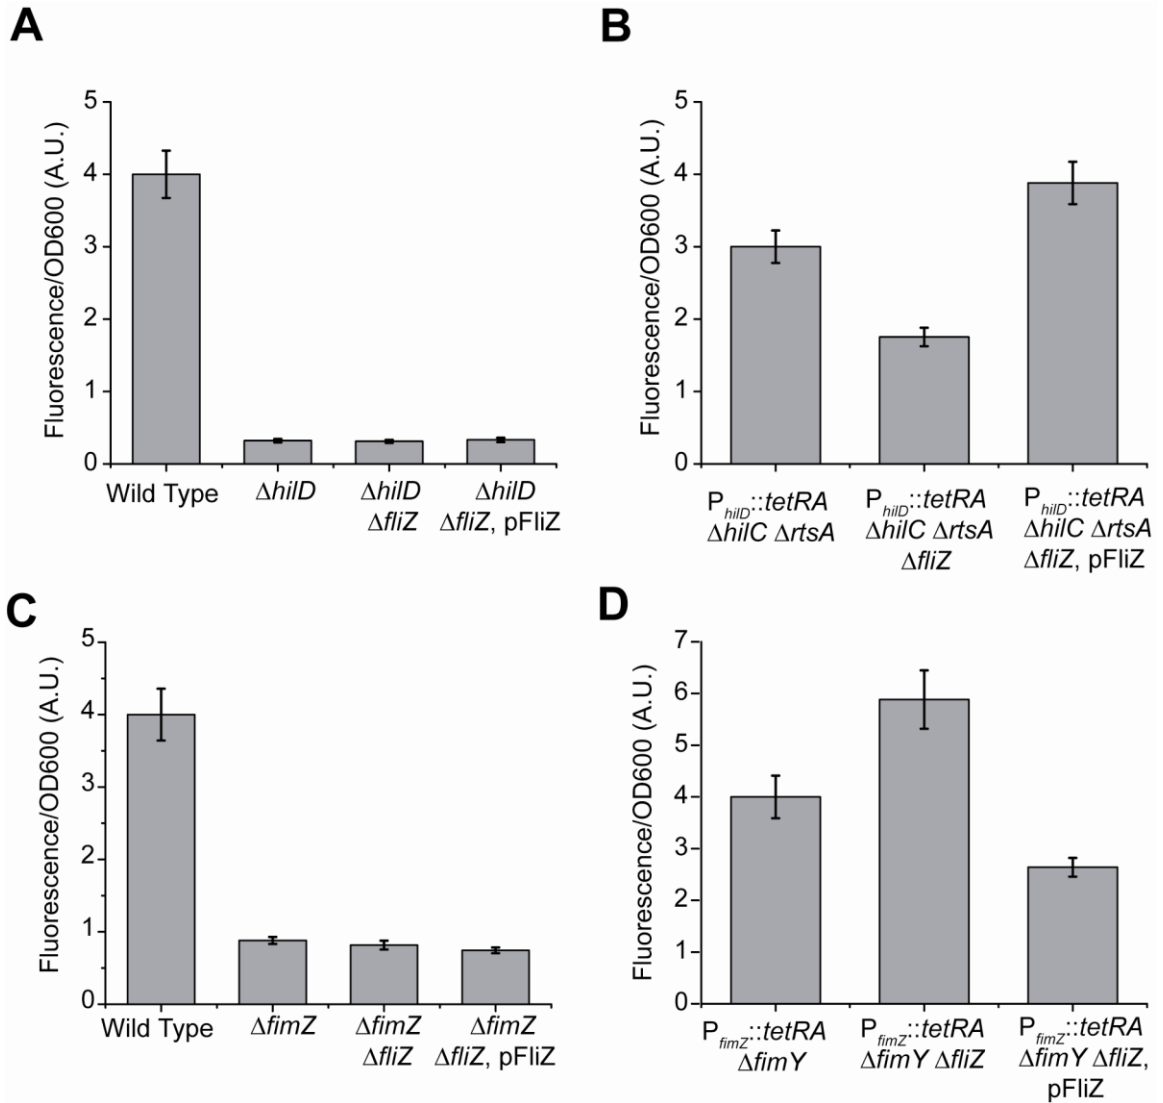 A
Fluorescence/OD600 (A.U.)
5
4
3
2
1
0
Wild Type
ΔhilD
ΔhilD
ΔfliZ
ΔhilD
ΔfliZ, pFliZ
B
Fluorescence/OD600 (A.U.)
5
4
3
2
1
0
PhilD::tetRA
ΔhilC ΔrtsA
PhilD::tetRA
ΔhilC ΔrtsA
ΔfliZ
PhilD::tetRA
ΔhilC ΔrtsA
ΔfliZ, pFliZ
C
Fluorescence/OD600 (A.U.)
5
4
3
2
1
0
Wild Type
ΔfimZ
ΔfimZ
ΔfliZ
ΔfimZ
ΔfliZ, pFliZ
D
Fluorescence/OD600 (A.U.)
7
6
5
4
3
2
1
0
PfimZ::tetRA
ΔfimY
PfimZ::tetRA
ΔfimY ΔfliZ
PfimZ::tetRA
ΔfimY ΔfliZ,
pFliZ